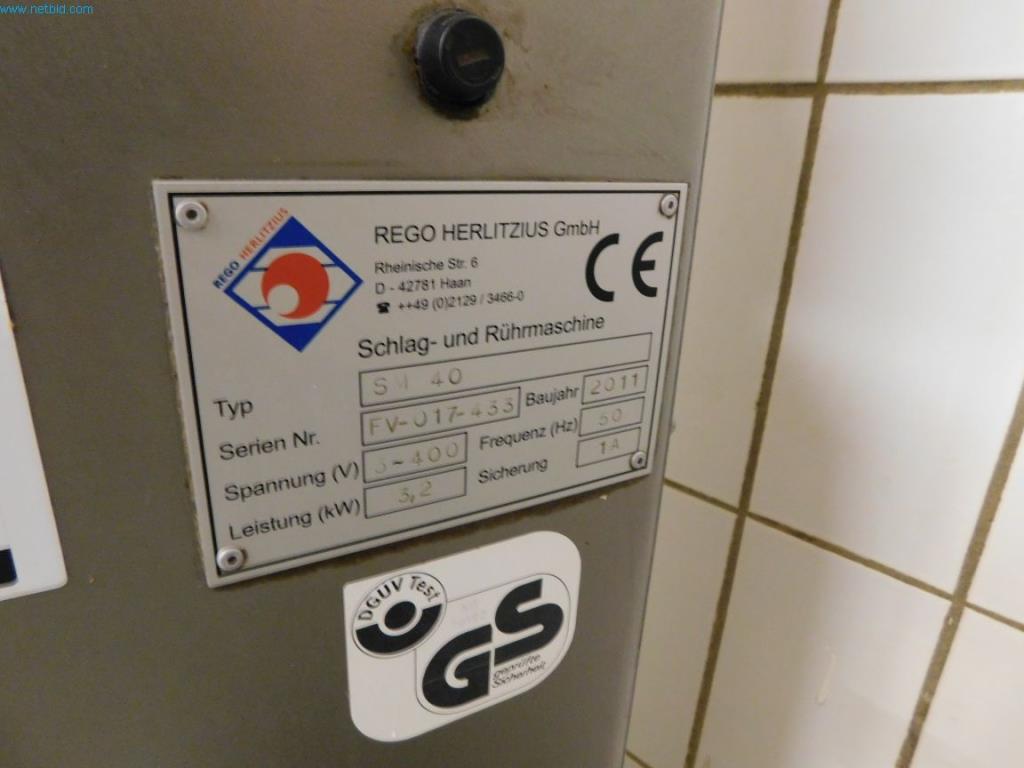 www.netbid.com
REGO HERLITZIUS
REGO HERLITZIUS GmbH
Rheinische Str. 6
D - 42781 Haan
☎ ++49 (0)2129 / 3466-0
CE
Schlag- und Rührmaschine
Typ SM 40
Serien Nr. FV-017-433 Baujahr 2011
Spannung (V) 3~400 Frequenz (Hz) 50
Leistung (kW) 3,2 Sicherung 1A
DGUV Test
GS
geprüfte
Sicherheit